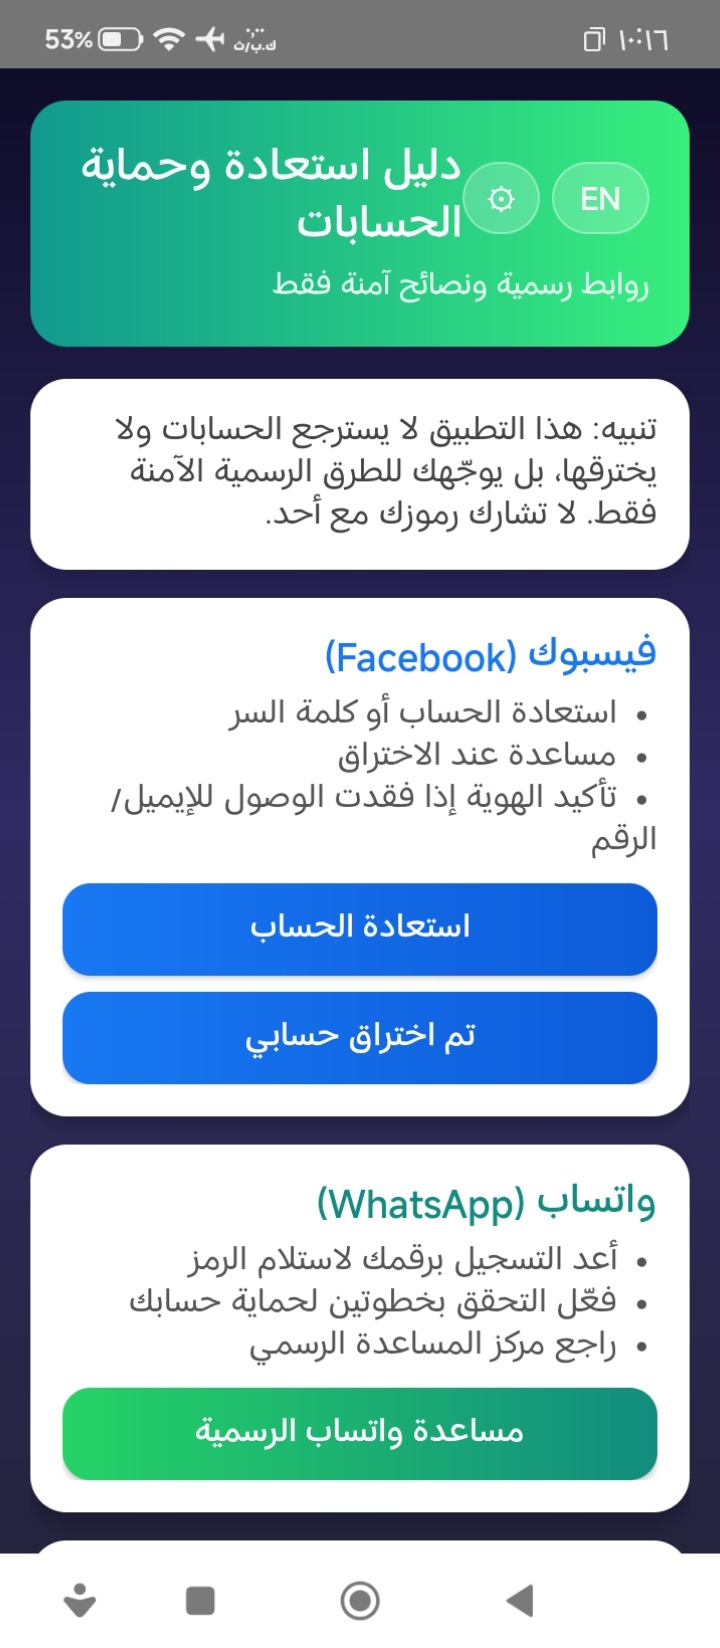 53%
ك.ب/ث
١٠:١٦
دليل استعادة وحماية
الحسابات
EN
روابط رسمية ونصائح آمنة فقط
تنبيه: هذا التطبيق لا يسترجع الحسابات ولا
يخترقها، بل يوجّهك للطرق الرسمية الآمنة
فقط. لا تشارك رموزك مع أحد.
فيسبوك (Facebook)
• استعادة الحساب أو كلمة السر
• مساعدة عند الاختراق
• تأكيد الهوية إذا فقدت الوصول للإيميل/
الرقم
استعادة الحساب
تم اختراق حسابي
واتساب (WhatsApp)
• أعد التسجيل برقمك لاستلام الرمز
• فعّل التحقق بخطوتين لحماية حسابك
• راجع مركز المساعدة الرسمي
مساعدة واتساب الرسمية